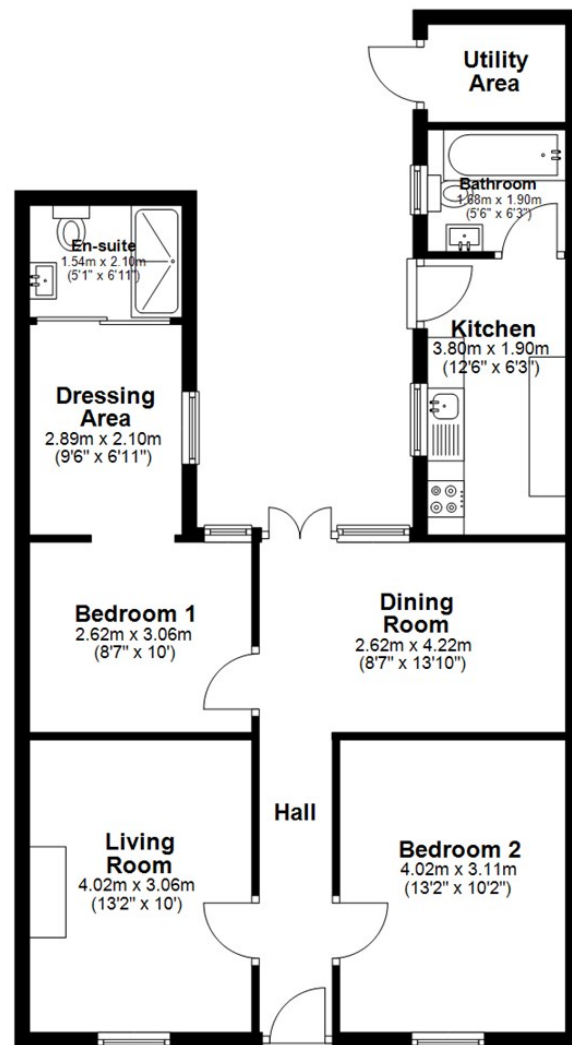 Utility
Area
Bathroom
1.68m x 1.90m
(5'6" x 6'3")
En-suite
1.54m x 2.10m
(5'1" x 6'11")
Kitchen
3.80m x 1.90m
(12'6" x 6'3")
Dressing
Area
2.89m x 2.10m
(9'6" x 6'11")
Bedroom 1
2.62m x 3.06m
(8'7" x 10')
Dining
Room
2.62m x 4.22m
(8'7" x 13'10")
Hall
Living
Room
4.02m x 3.06m
(13'2" x 10')
Bedroom 2
4.02m x 3.11m
(13'2" x 10'2")